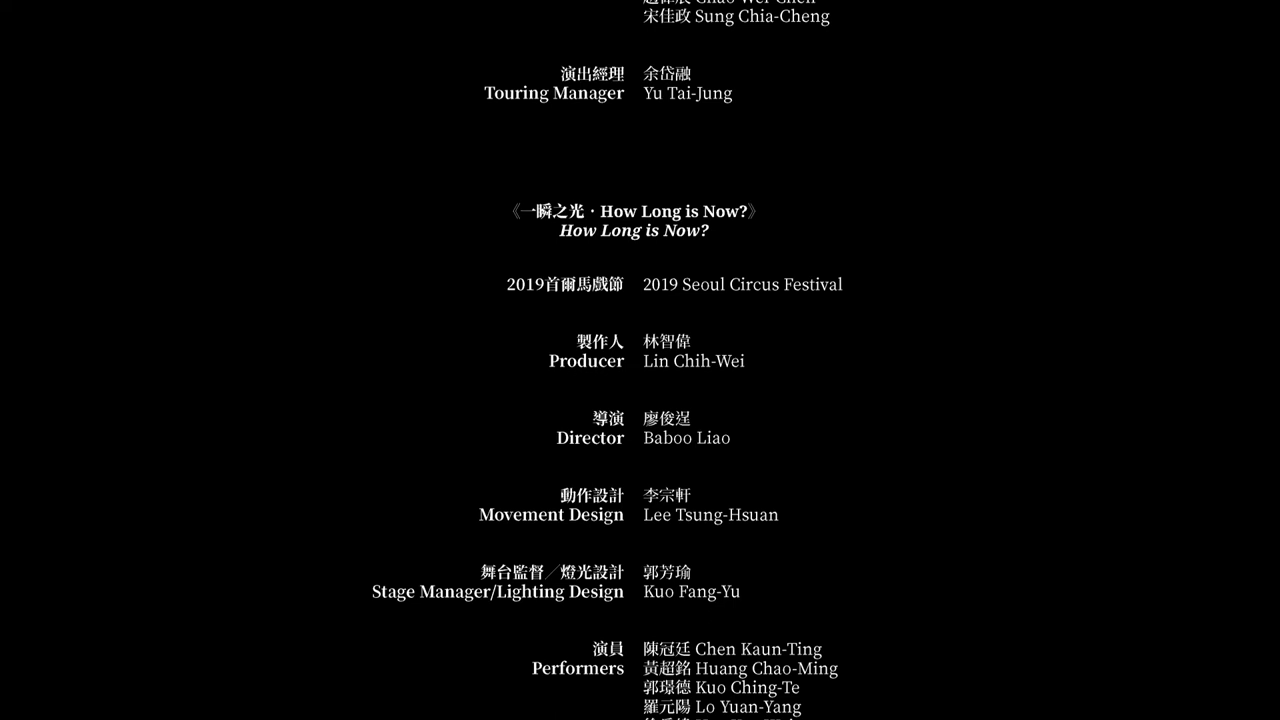 宋佳政 Sung Chia-Cheng
演出經理 余岱融
Touring Manager Yu Tai-Jung
《一瞬之光·How Long is Now?》
How Long is Now?
2019首爾馬戲節 2019 Seoul Circus Festival
製作人 林智偉
Producer Lin Chih-Wei
導演 廖俊逞
Director Baboo Liao
動作設計 李宗軒
Movement Design Lee Tsung-Hsuan
舞台監督／燈光設計 郭芳瑜
Stage Manager/Lighting Design Kuo Fang-Yu
演員 陳冠廷 Chen Kaun-Ting
Performers 黃超銘 Huang Chao-Ming
郭璟德 Kuo Ching-Te
羅元陽 Lo Yuan-Yang